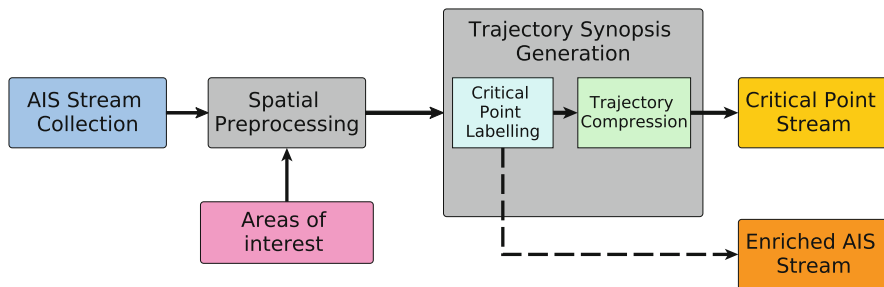 AIS Stream
Collection
Spatial
Preprocessing
Areas of
interest
Trajectory Synopsis
Generation
Critical
Point
Labelling
Trajectory
Compression
Critical Point
Stream
Enriched AIS
Stream